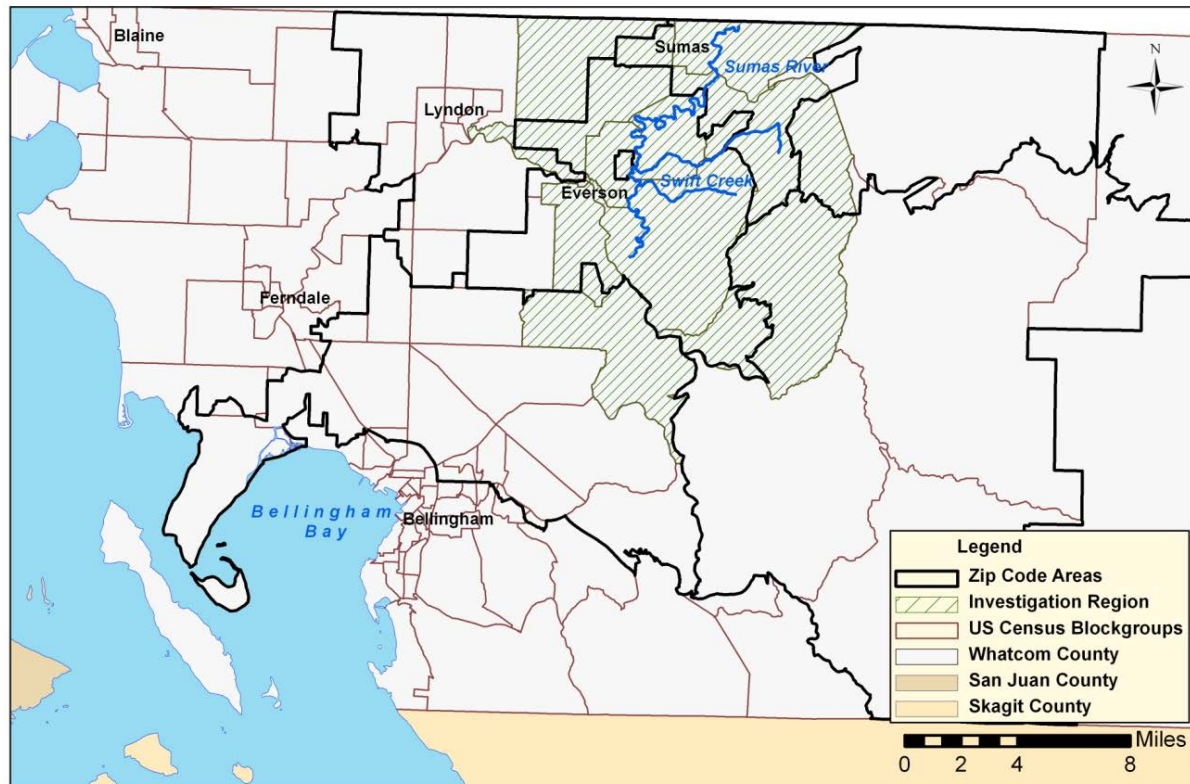 Blaine
Sumas
N
Sumas River
Lynden
Everson
Swift Creek
Ferndale
Bellingham
Bay
Bellingham
Legend
Zip Code Areas
Investigation Region
US Census Blockgroups
Whatcom County
San Juan County
Skagit County
Miles
0 2 4 8